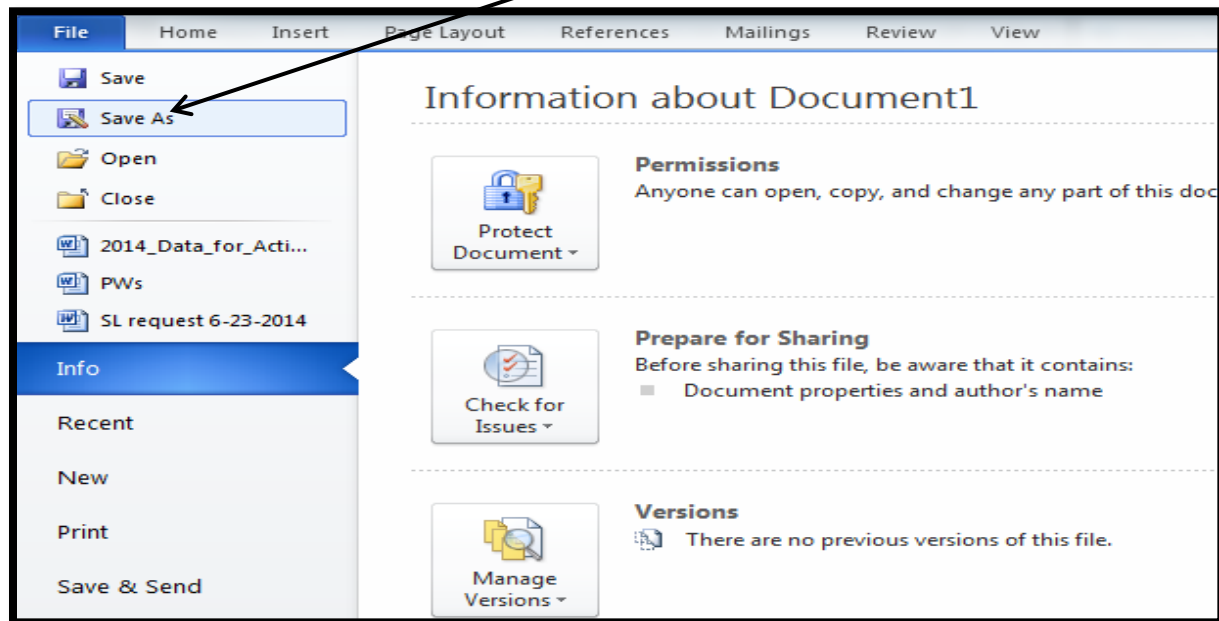 File Home Insert Page Layout References Mailings Review View
Save
Save As
Open
Close
2014_Data_for_Acti...
PWs
SL request 6-23-2014
Info
Recent
New
Print
Save & Send
Information about Document1
Protect
Document
Permissions
Anyone can open, copy, and change any part of this doc
Check for
Issues
Prepare for Sharing
Before sharing this file, be aware that it contains:
Document properties and author's name
Manage
Versions
Versions
There are no previous versions of this file.